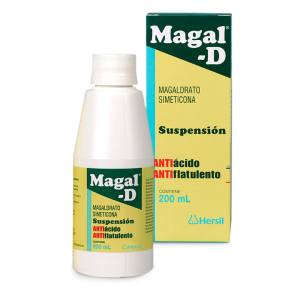 Magal
-D
MAGALDRATO
SIMETICONA
Suspensión
ANTIácido
ANTIflatulento
CONTIENE
200 mL
Hersil
Magal
-D
MAGALDRATO
SIMETICONA
Suspensión
ANTIácido
ANTIflatulento
200 mL